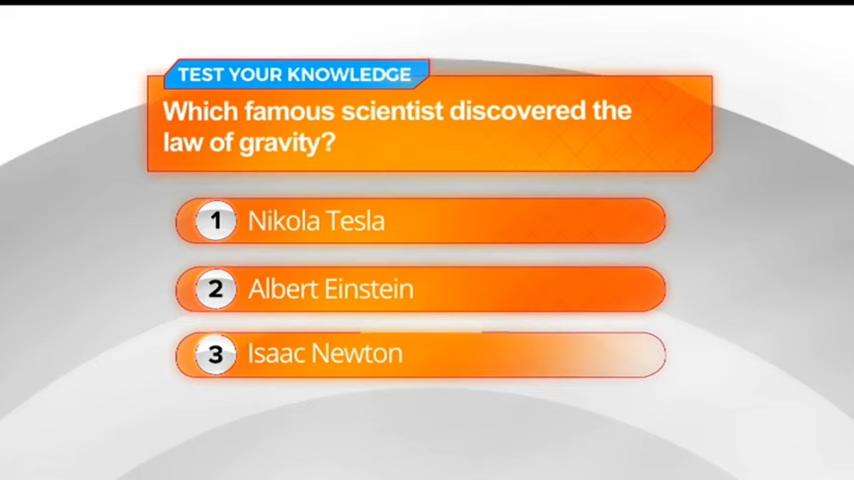 TEST YOUR KNOWLEDGE
Which famous scientist discovered the
law of gravity?
1 Nikola Tesla
2 Albert Einstein
3 Isaac Newton